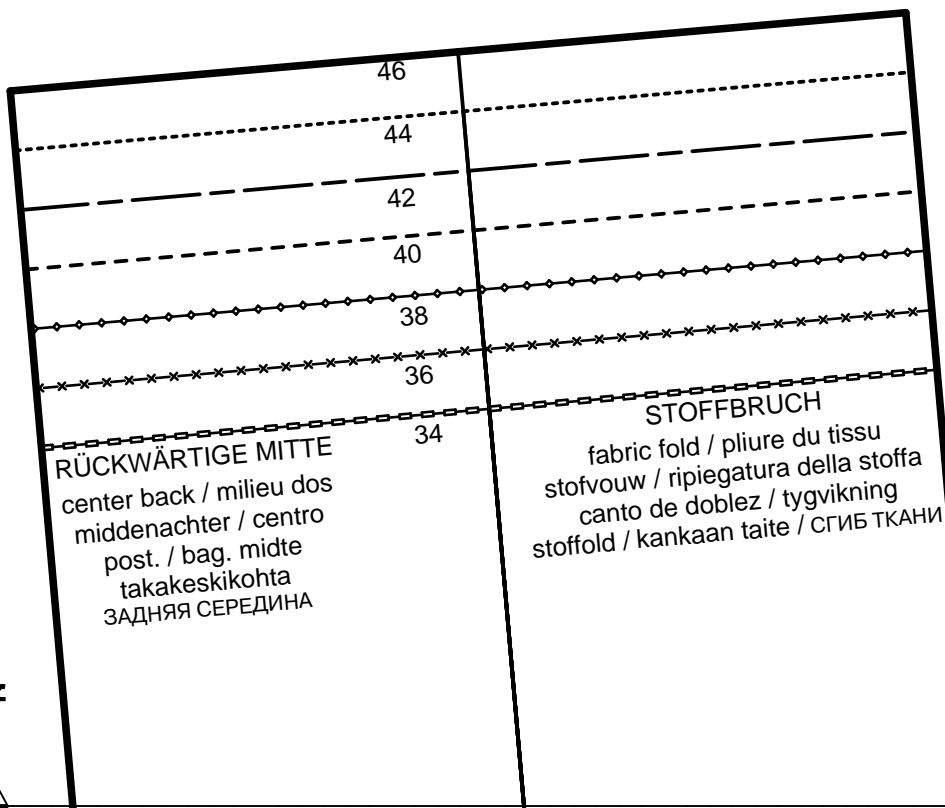 46
44
42
40
38
36
34
RÜCKWÄRTIGE MITTE
center back / milieu dos
middenachter / centro
post. / bag. midte
takakeskikohta
ЗАДНЯЯ СЕРЕДИНА
STOFFBRUCH
fabric fold / pliure du tissu
stofvouw / ripiegatura della stoffa
canto de doblez / tygvikning
stoffold / kankaan taite / СГИБ ТКАНИ